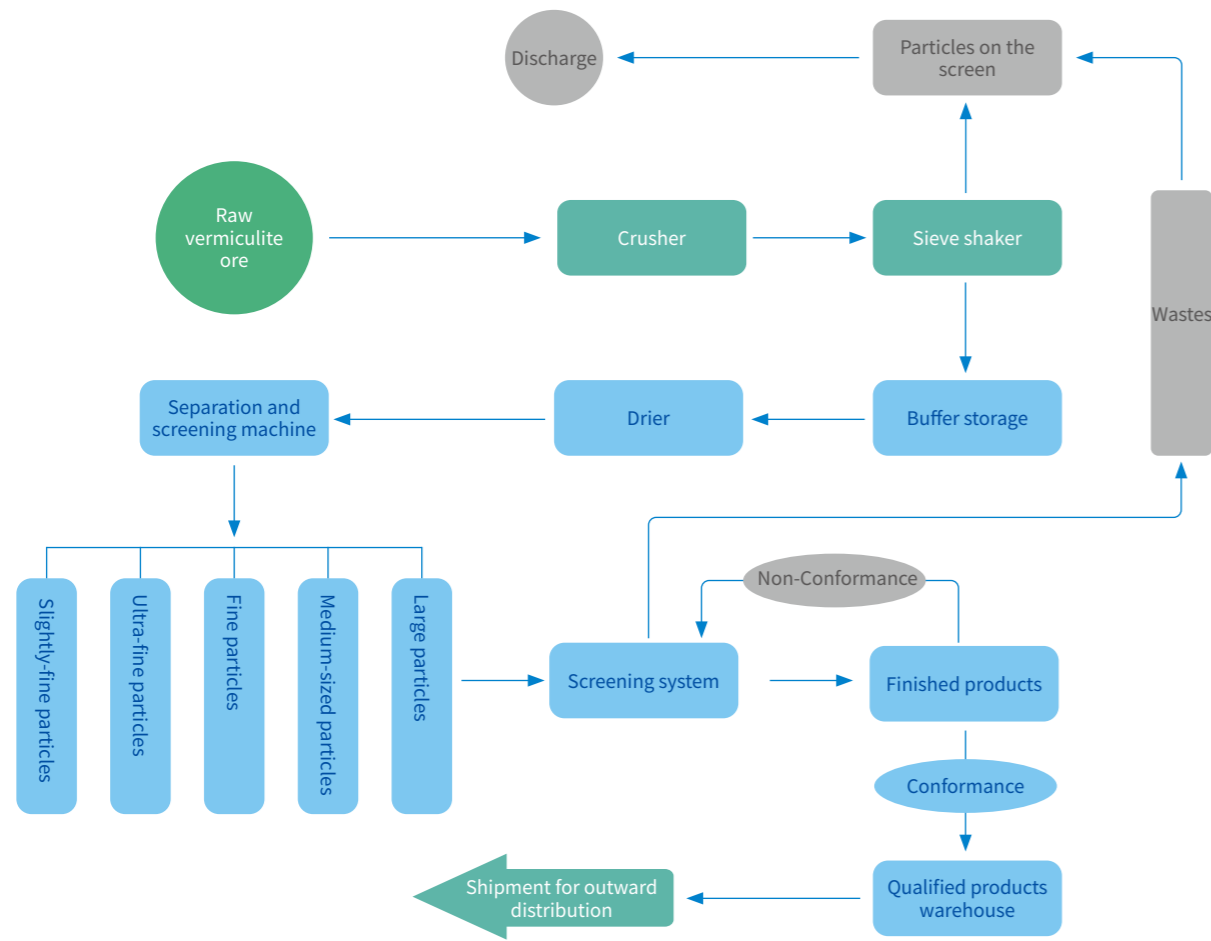 Discharge
Particles on the
screen
Raw
vermiculite
ore
Crusher
Sieve shaker
Wastes
Separation and
screening machine
Drier
Buffer storage
Slightly-fine particles
Ultra-fine particles
Fine particles
Medium-sized particles
Large particles
Non-Conformance
Screening system
Finished products
Conformance
Shipment for outward
distribution
Qualified products
warehouse